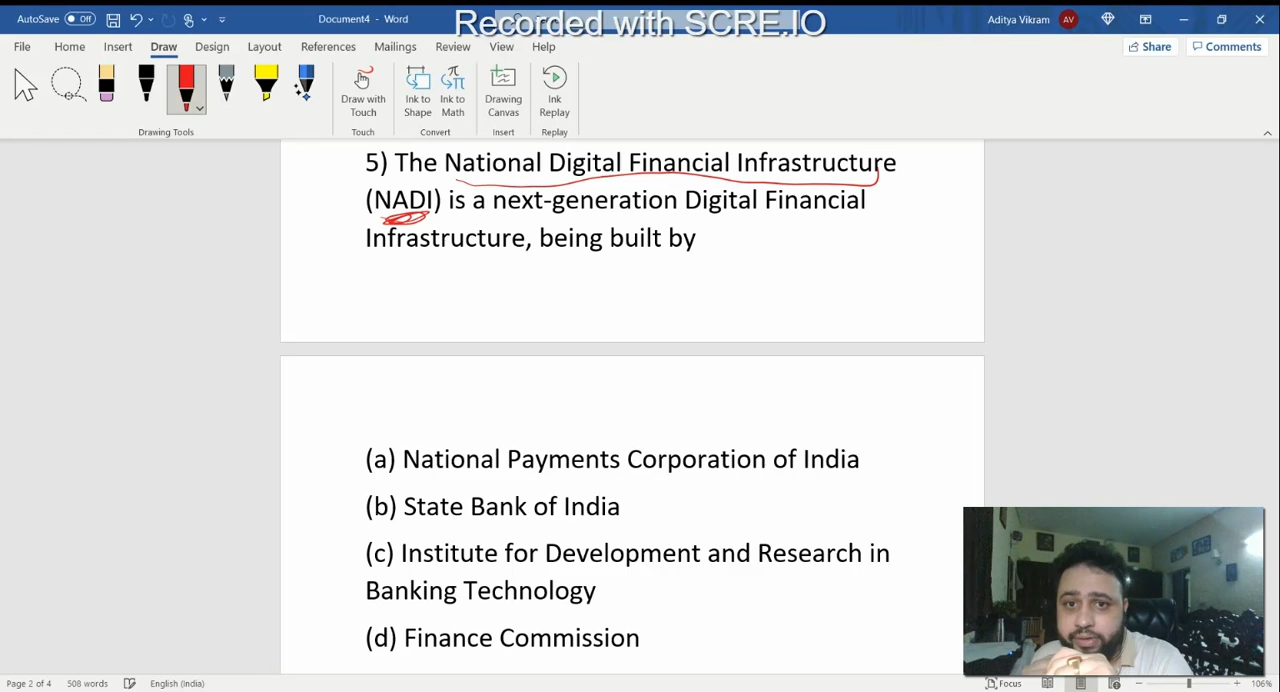 AutoSave Off Document4 - Word Aditya Vikram AV
Recorded with SCRE.IO
File Home Insert Draw Design Layout References Mailings Review View Help Share Comments
Draw with Touch
Ink to Shape
Ink to Math
Drawing Canvas
Ink Replay
Drawing Tools Touch Convert Insert Replay
5) The National Digital Financial Infrastructure
(NADI) is a next-generation Digital Financial
Infrastructure, being built by
(a) National Payments Corporation of India
(b) State Bank of India
(c) Institute for Development and Research in
Banking Technology
(d) Finance Commission
Page 2 of 4 508 words English (India) Focus 106%